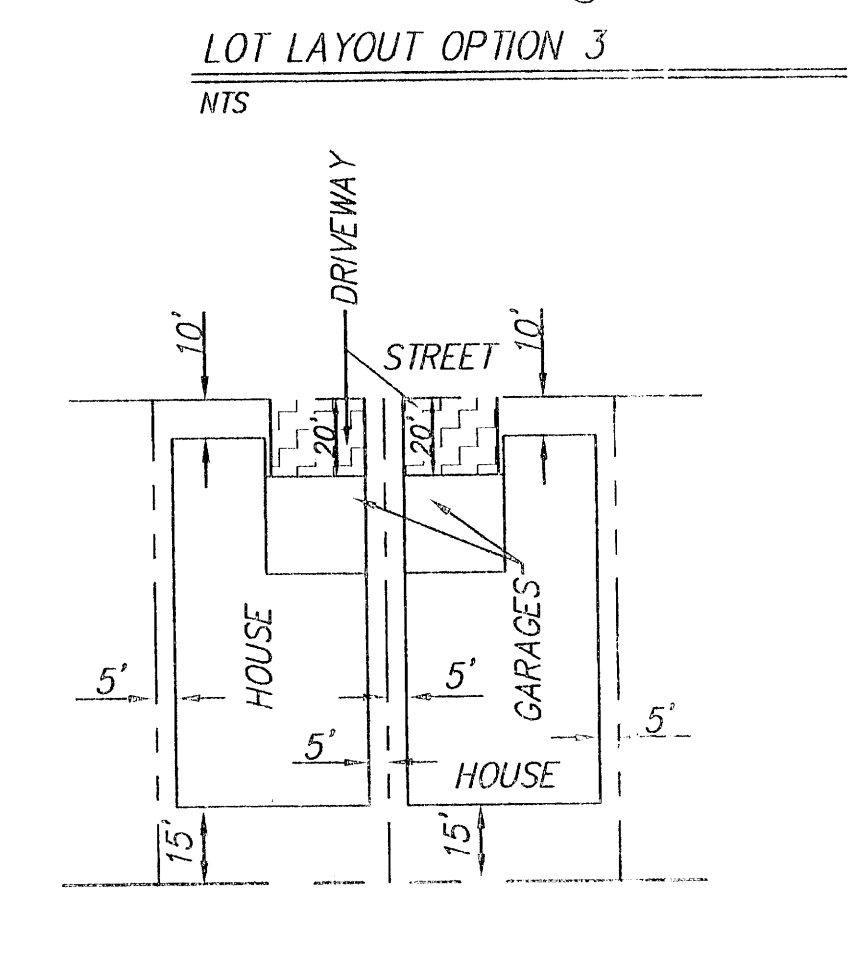 LOT LAYOUT OPTION 3
NTS
DRIVEWAY
10'
10'
STREET
20'
20'
HOUSE
GARAGES
5'
5'
5'
5'
HOUSE
15'
15'